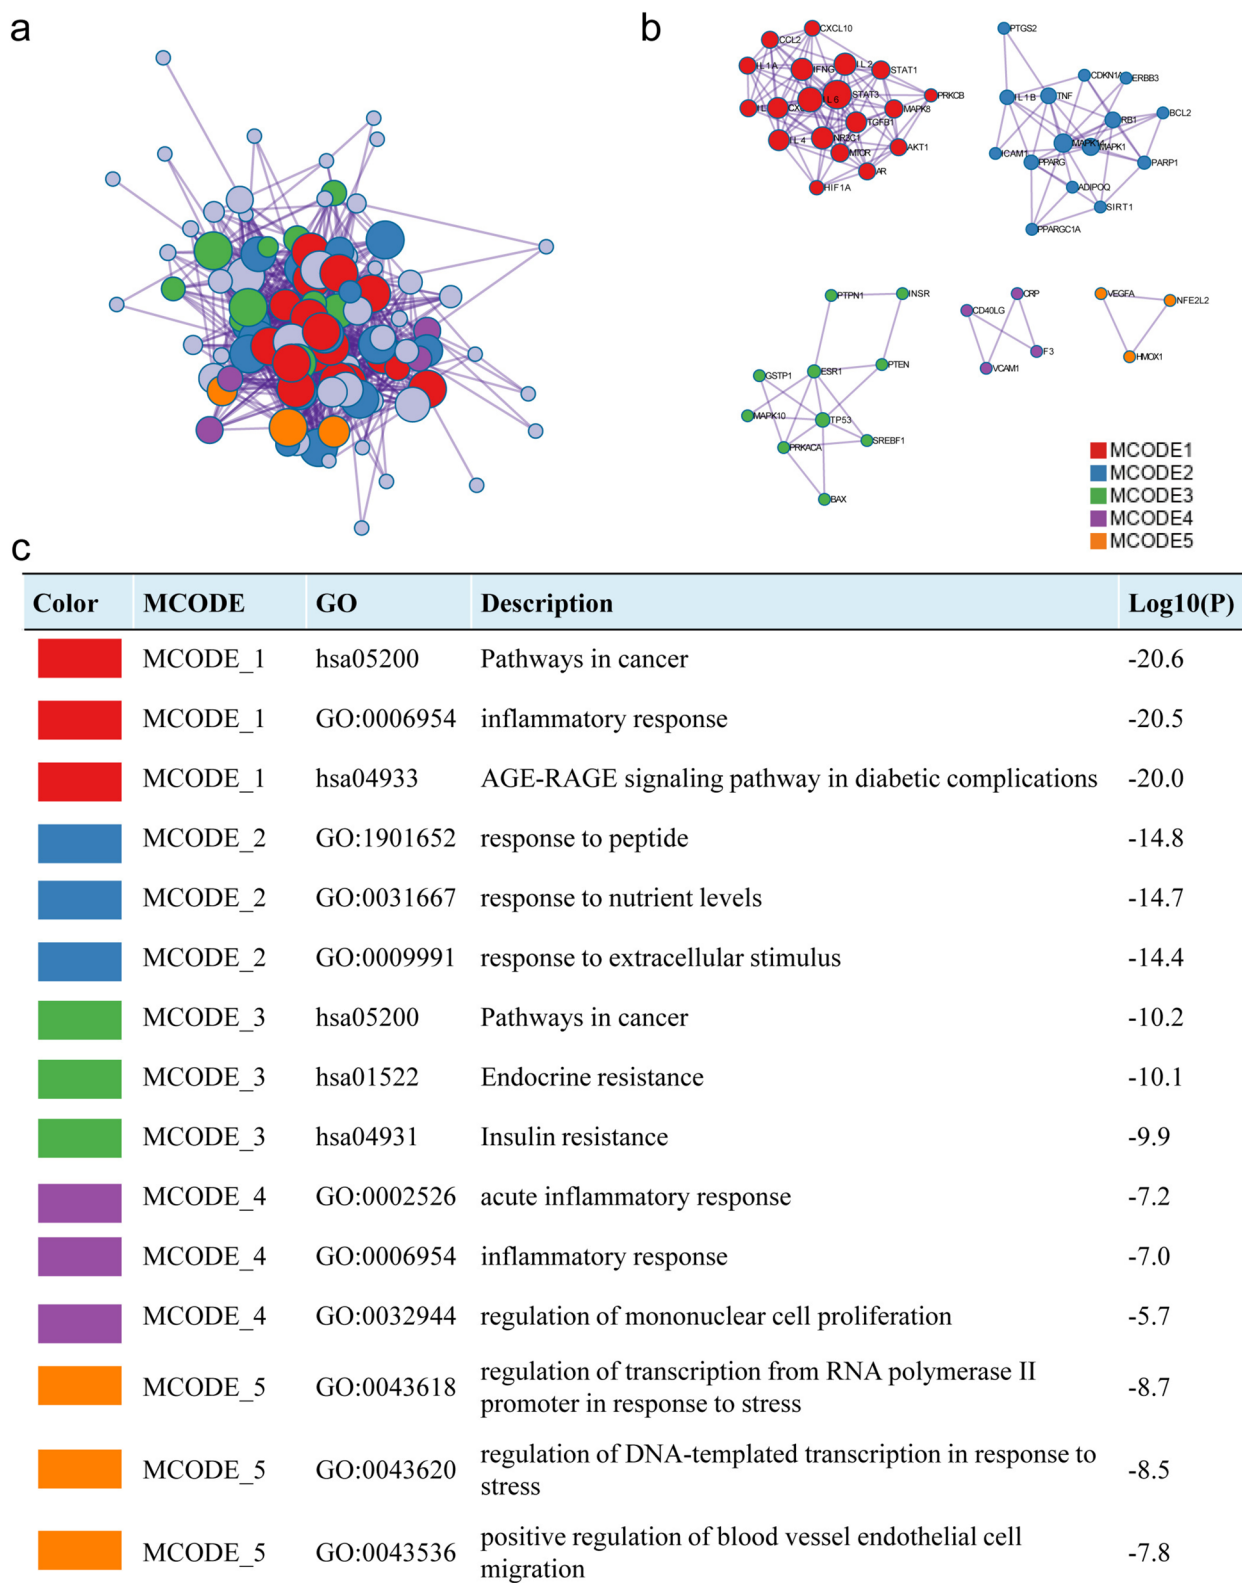 a
b
CXCL10
CCL2
IL1A
IFNG
IL2
STAT1
PRKCB
STAT3
IL6
MAPK8
TGFB1
IL4
NR3C1
MTOR
AKT1
AR
HIF1A
PTGS2
CDKN1A
ERBB3
IL1B
TNF
BCL2
RB1
MAPK14
MAPK1
ICAM1
PPARG
PARP1
ADIPOQ
SIRT1
PPARGC1A
PTPN1
INSR
GSTP1
ESR1
PTEN
MAPK10
TP53
PRKACA
SREBF1
BAX
CRP
CD40LG
F3
VCAM1
VEGFA
NFE2L2
HMOX1
MCODE1
MCODE2
MCODE3
MCODE4
MCODE5
c
Color MCODE GO Description Log10(P)
MCODE_1 hsa05200 Pathways in cancer -20.6
MCODE_1 GO:0006954 inflammatory response -20.5
MCODE_1 hsa04933 AGE-RAGE signaling pathway in diabetic complications -20.0
MCODE_2 GO:1901652 response to peptide -14.8
MCODE_2 GO:0031667 response to nutrient levels -14.7
MCODE_2 GO:0009991 response to extracellular stimulus -14.4
MCODE_3 hsa05200 Pathways in cancer -10.2
MCODE_3 hsa01522 Endocrine resistance -10.1
MCODE_3 hsa04931 Insulin resistance -9.9
MCODE_4 GO:0002526 acute inflammatory response -7.2
MCODE_4 GO:0006954 inflammatory response -7.0
MCODE_4 GO:0032944 regulation of mononuclear cell proliferation -5.7
MCODE_5 GO:0043618 regulation of transcription from RNA polymerase II
promoter in response to stress -8.7
MCODE_5 GO:0043620 regulation of DNA-templated transcription in response to
stress -8.5
MCODE_5 GO:0043536 positive regulation of blood vessel endothelial cell
migration -7.8